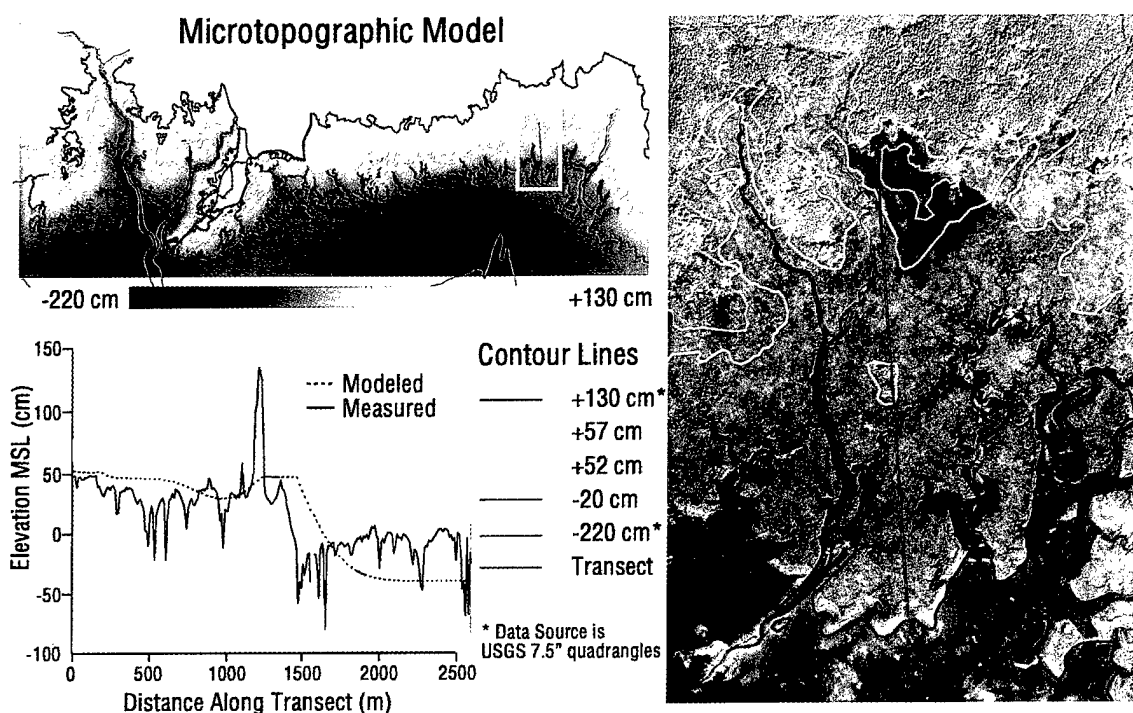 Microtopographic Model
-220 cm
+130 cm
150
100
50
0
-50
-100
Elevation MSL (cm)
Modeled
Measured
0
500
1000
1500
2000
2500
Distance Along Transect (m)
Contour Lines
+130 cm*
+57 cm
+52 cm
-20 cm
-220 cm*
Transect
* Data Source is
USGS 7.5" quadrangles